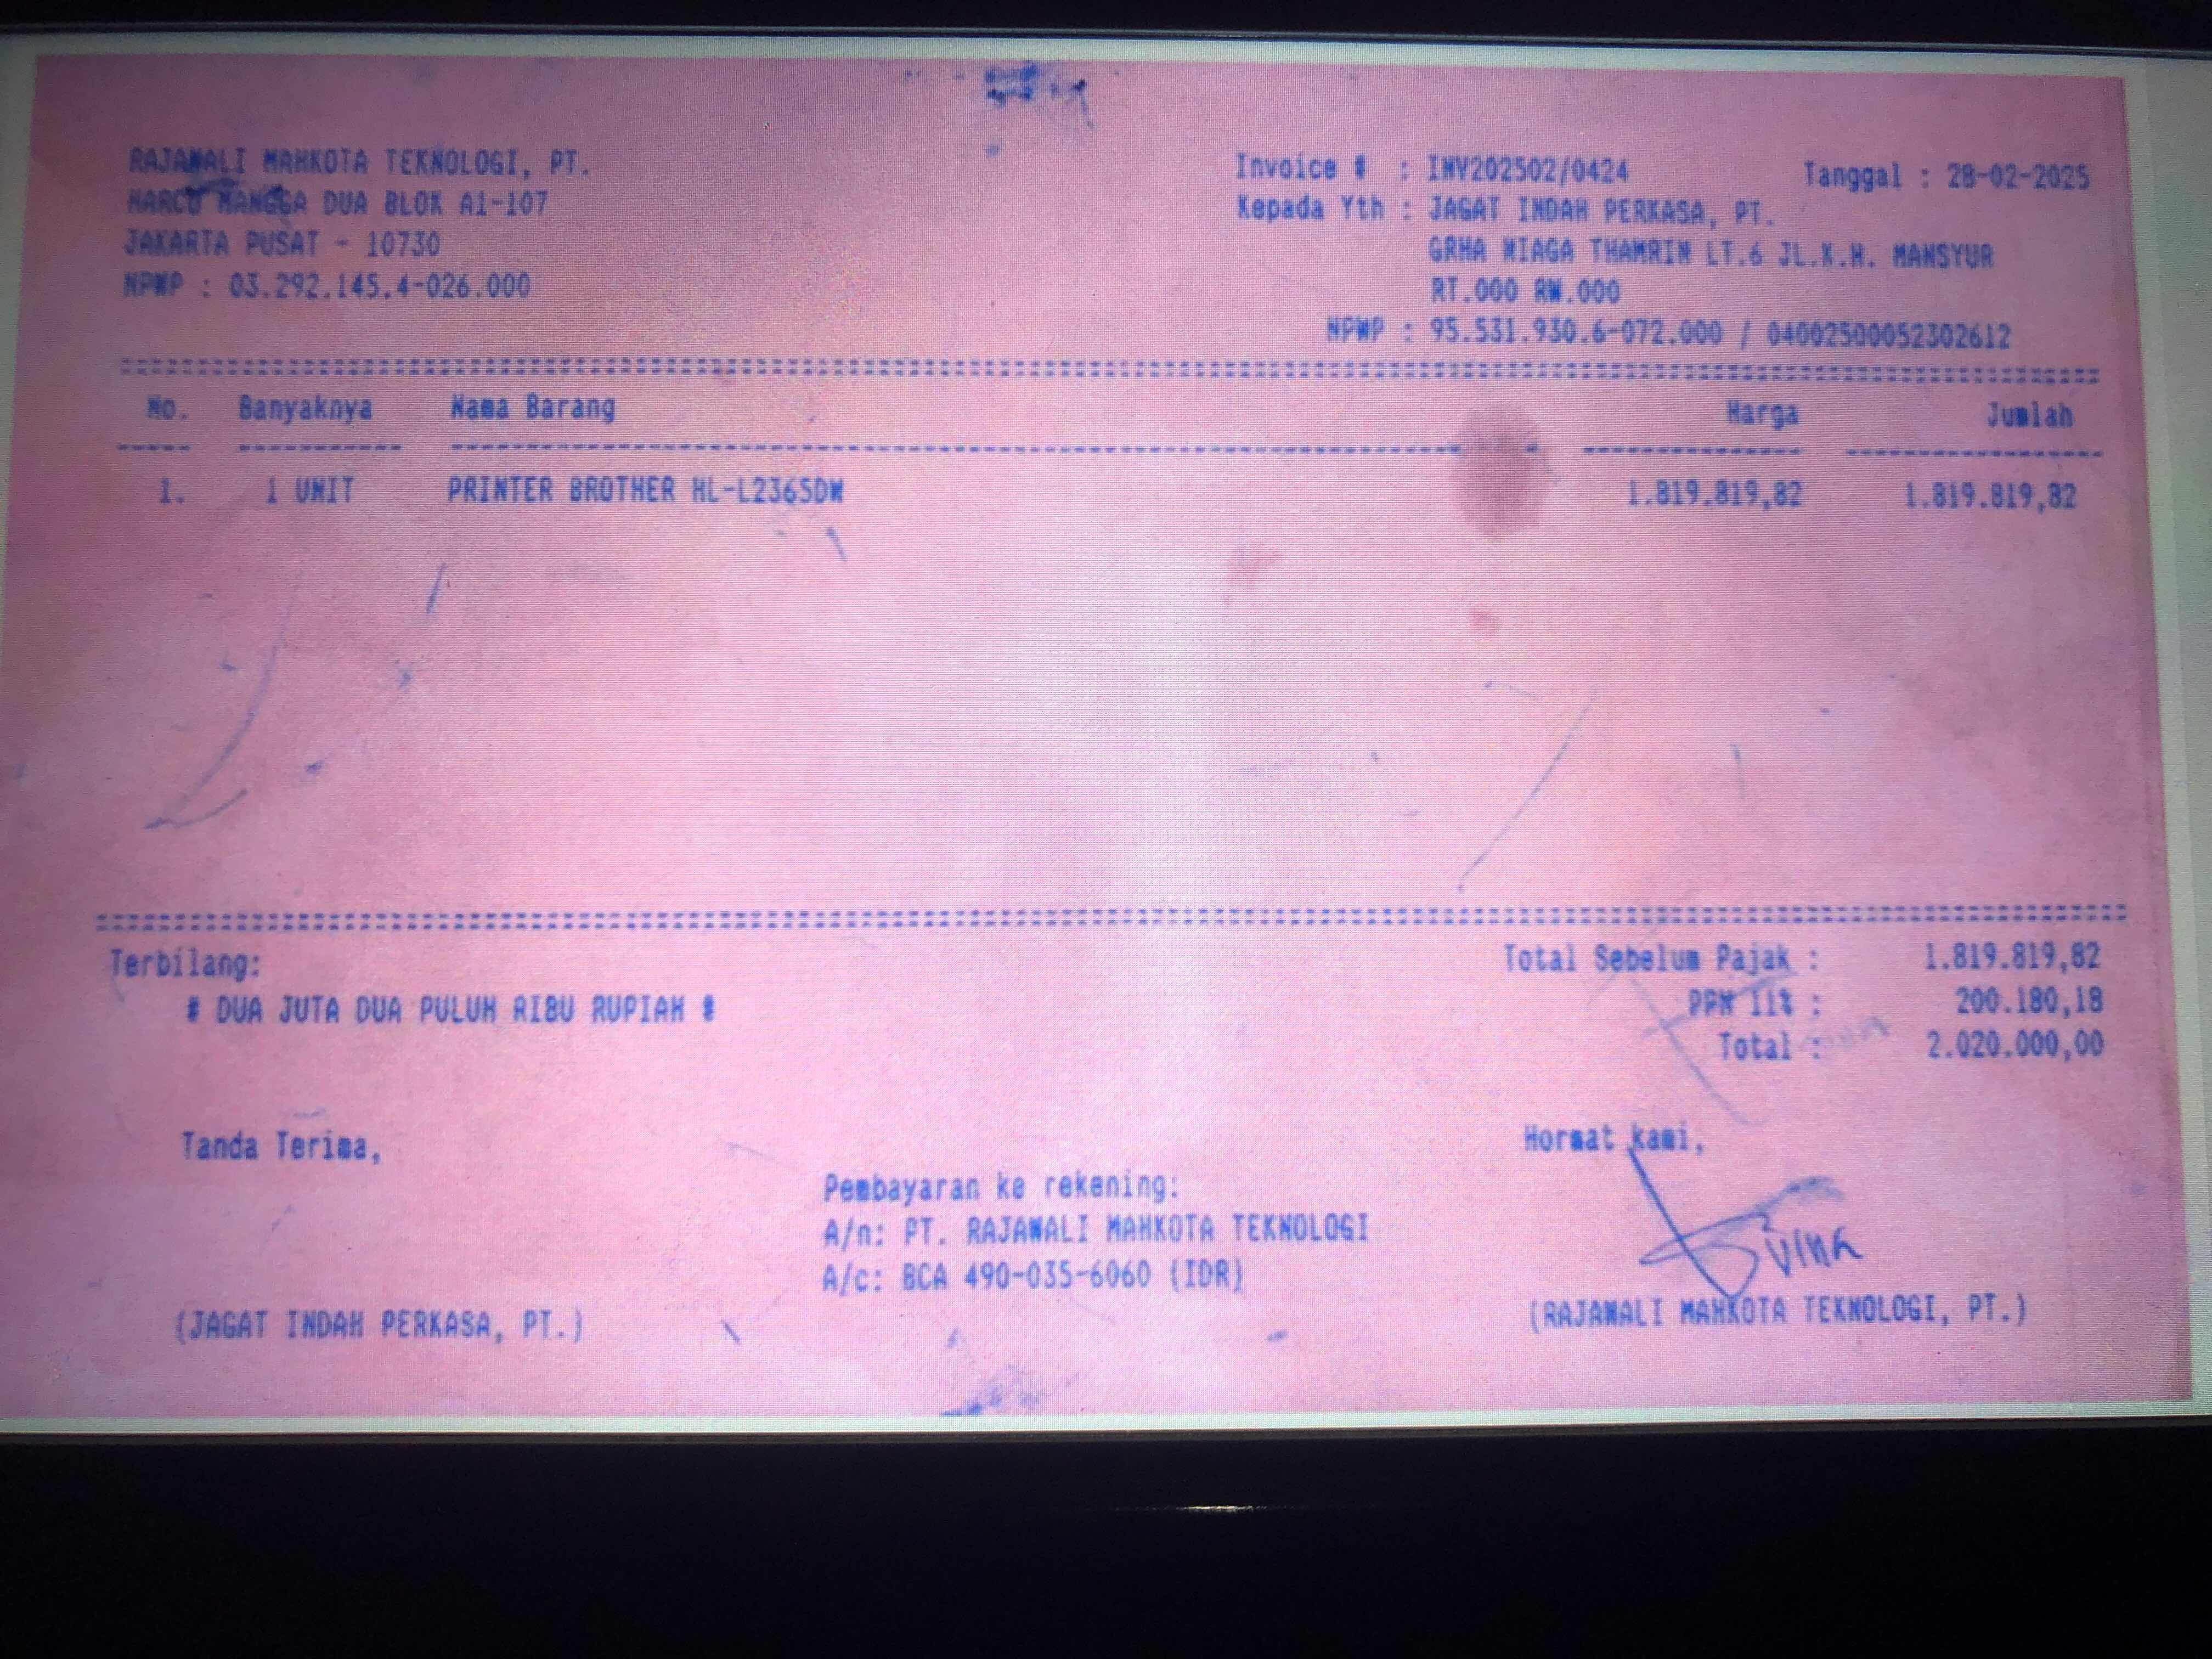 RAJAWALI MAHKOTA TEKNOLOGI, PT.
HARCO MANGGA DUA BLOK A1-107
JAKARTA PUSAT - 10730
NPWP : 03.292.145.4-026.000
Invoice # : INV202502/0424 Tanggal : 28-02-2025
Kepada Yth : JAGAT INDAH PERKASA, PT.
GRHA NIAGA THAMRIN LT.6 JL.K.H. MANSYUR
RT.000 RW.000
NPWP : 95.531.930.6-072.000 / 04002500052302612
No. Banyaknya Nama Barang Harga Jumlah
1. 1 UNIT PRINTER BROTHER HL-L2365DW 1.819.819,82 1.819.819,82
Terbilang:
# DUA JUTA DUA PULUH RIBU RUPIAH #
Total Sebelum Pajak : 1.819.819,82
PPN 11% : 200.180,18
Total : 2.020.000,00
Tanda Terima,
(JAGAT INDAH PERKASA, PT.)
Pembayaran ke rekening:
A/n: PT. RAJAWALI MAHKOTA TEKNOLOGI
A/c: BCA 490-035-6060 (IDR)
Hormat kami,
(RAJAWALI MAHKOTA TEKNOLOGI, PT.)